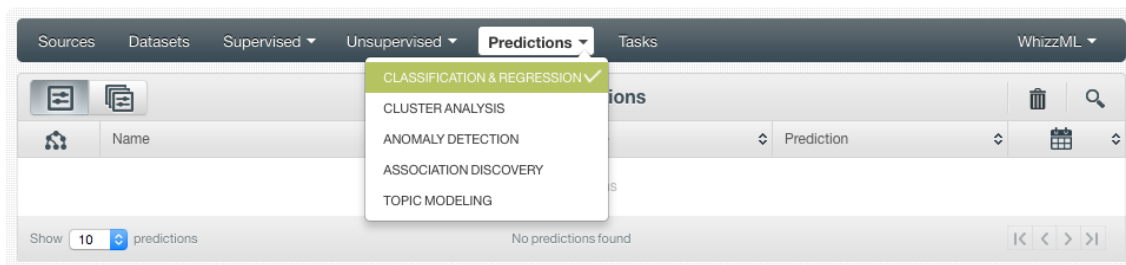 Sources Datasets Supervised Unsupervised Predictions Tasks WhizzML
CLASSIFICATION & REGRESSION
CLUSTER ANALYSIS
ANOMALY DETECTION
ASSOCIATION DISCOVERY
TOPIC MODELING
ions
Name Prediction
Show 10 predictions No predictions found